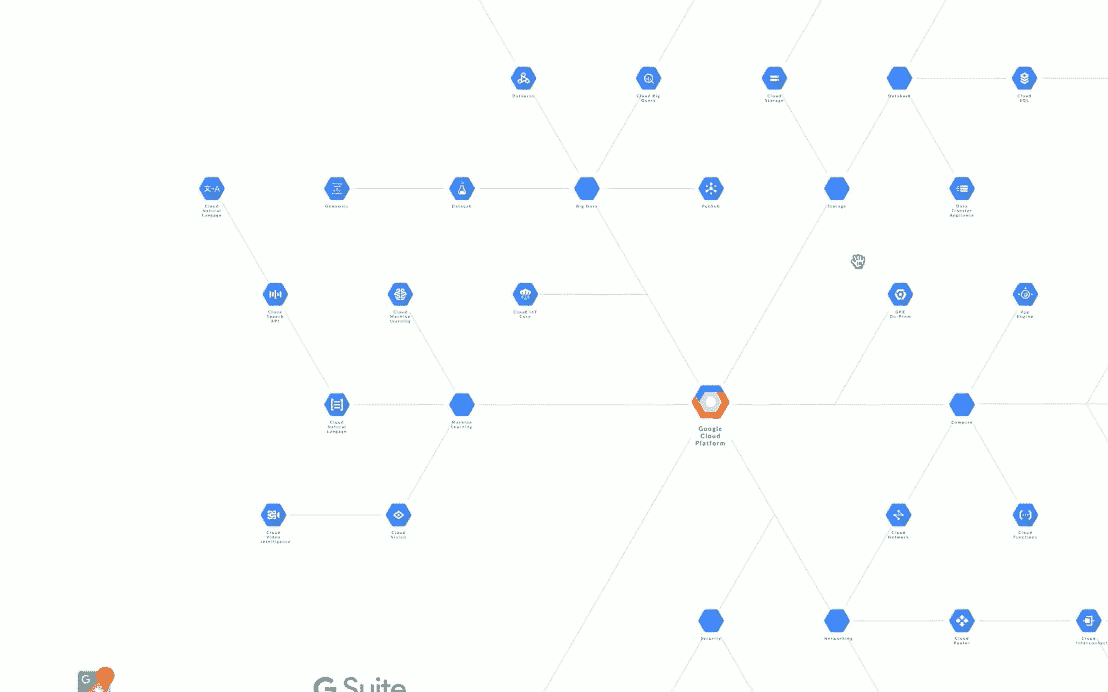 Dataproc
Cloud Big
Query
Cloud
Storage
Database
Cloud
SQL
文→A
Cloud
Natural
Language
Genomics
Datalab
Big Data
PubSub
Storage
Data
Transfer
Appliance
Cloud
Speech
API
Cloud
Machine
Learning
Cloud IoT
Core
GKE
On-Prem
App
Engine
Cloud
Natural
Language
Machine
Learning
Google
Cloud
Platform
Compute
Cloud
Video
Intelligence
Cloud
Vision
Cloud
Network
Cloud
Functions
Security
Networking
Cloud
Router
Cloud
Interconnect
G
G Suite